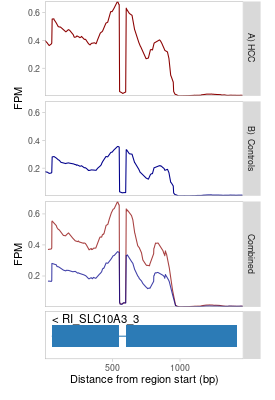 0.6
0.4
0.2
A) HCC
FPM
0.6
0.4
0.2
B) Controls
0.6
0.4
0.2
Combined
FPM
< RI_SLC10A3_3
500
1000
Distance from region start (bp)